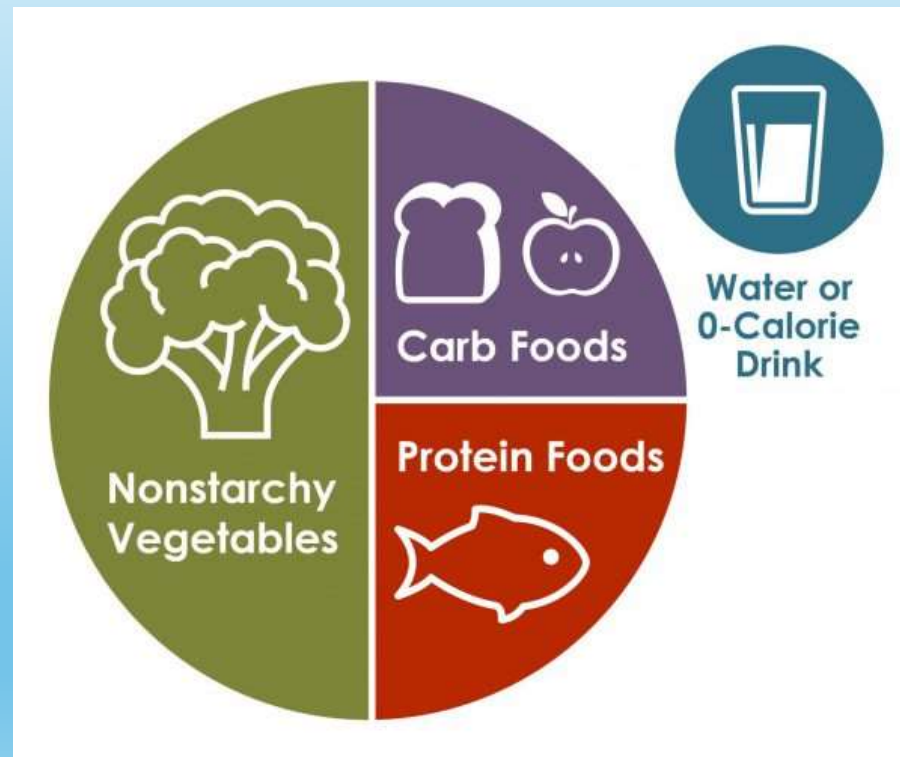 Nonstarchy
Vegetables
Carb Foods
Protein Foods
Water or
0-Calorie
Drink